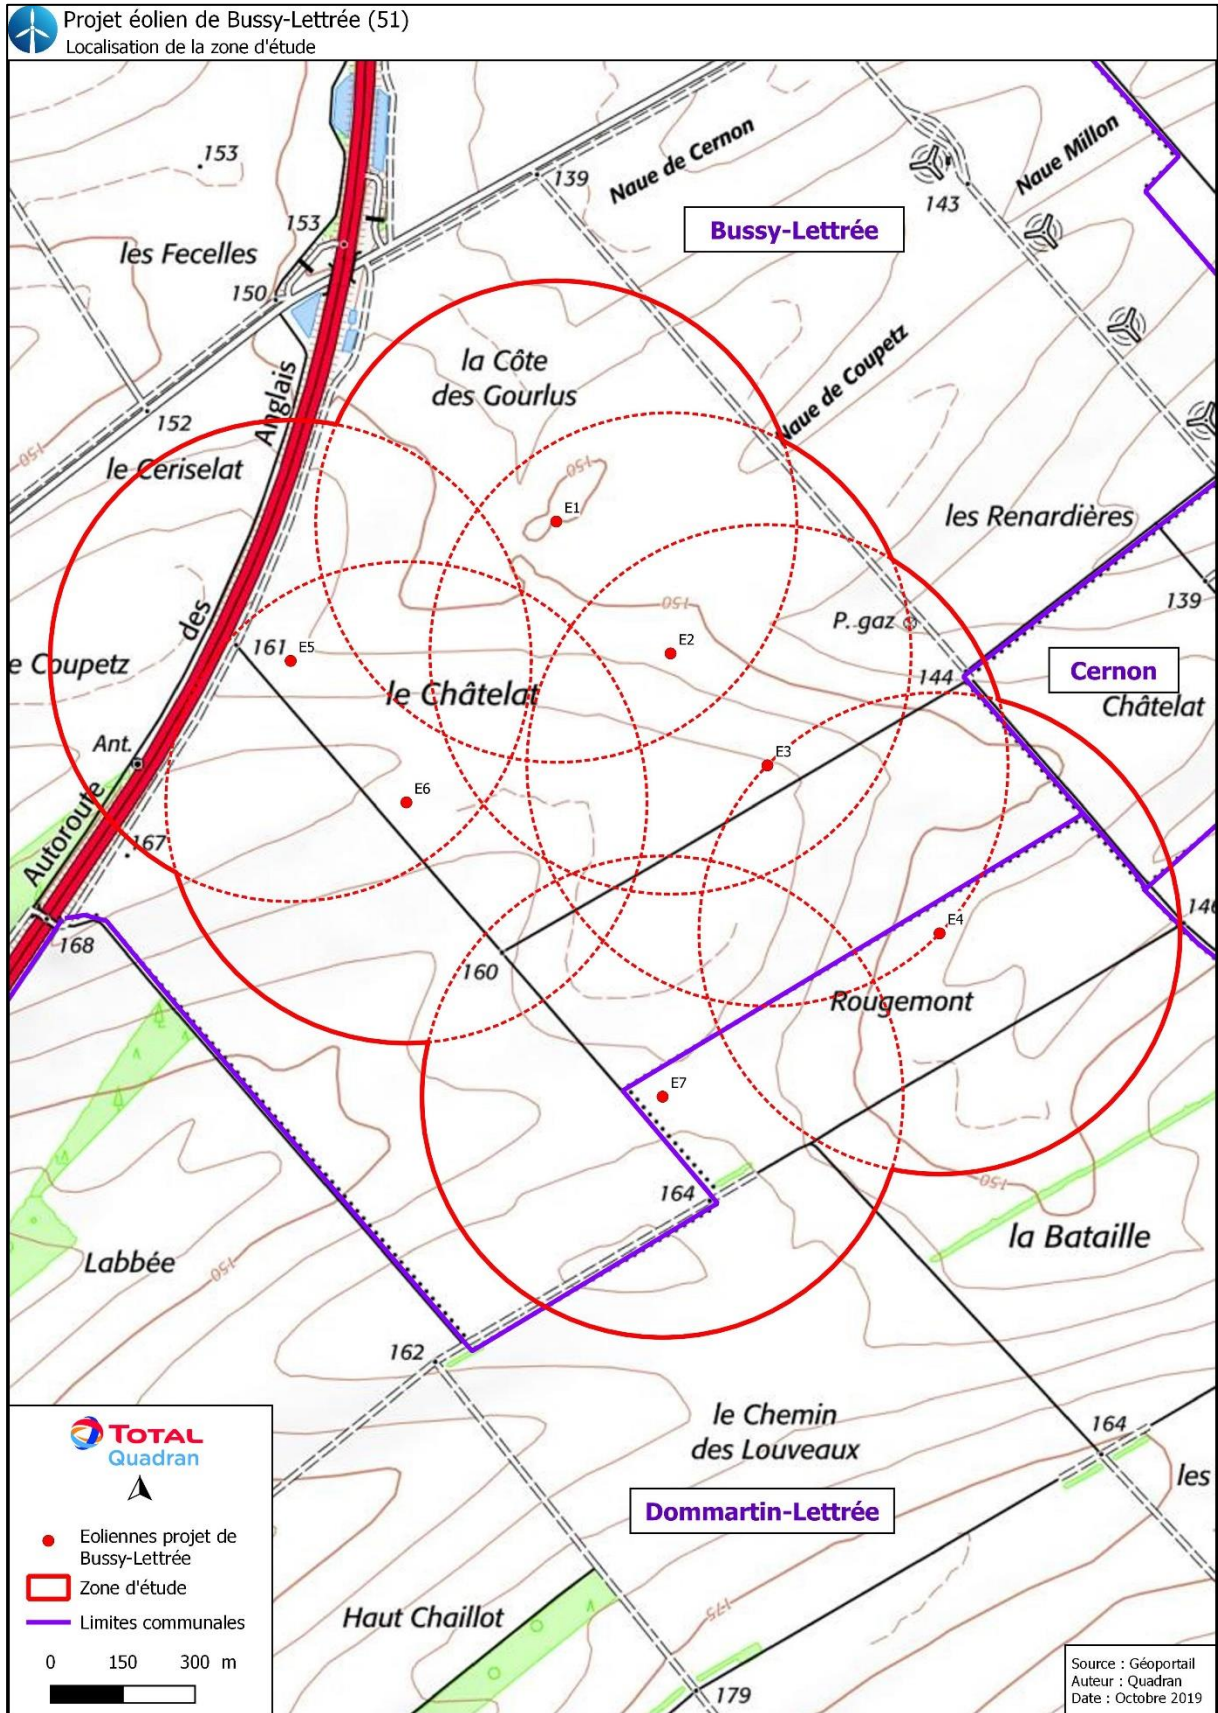 Projet éolien de Bussy-Lettrée (51)
Localisation de la zone d'étude
153
139
Naue de Cernon
Naue Millon
143
Bussy-Lettrée
153
les Fecelles
150
la Côte
des Gourlus
Naue de Coupetz
Anglais
152
150
le Ceriselat
150
E1
les Renardières
139
150
P. gaz
des
161
E5
E2
e Coupetz
le Châtelat
144
Cernon
Châtelat
Ant.
E3
E6
Autoroute
167
146
168
E4
160
Rougemont
E7
164
150
la Bataille
Labbée
150
162
le Chemin
des Louveaux
164
les
Dommartin-Lettrée
Haut Chaillot
175
179
TOTAL
Quadran
Eoliennes projet de
Bussy-Lettrée
Zone d'étude
Limites communales
0 150 300 m
Source : Géoportail
Auteur : Quadran
Date : Octobre 2019